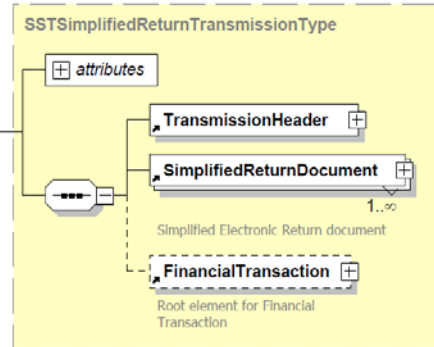 SSTSimplifiedReturnTransmissionType
attributes
TransmissionHeader
SimplifiedReturnDocument
1..∞
Simplified Electronic Return document
FinancialTransaction
Root element for Financial
Transaction